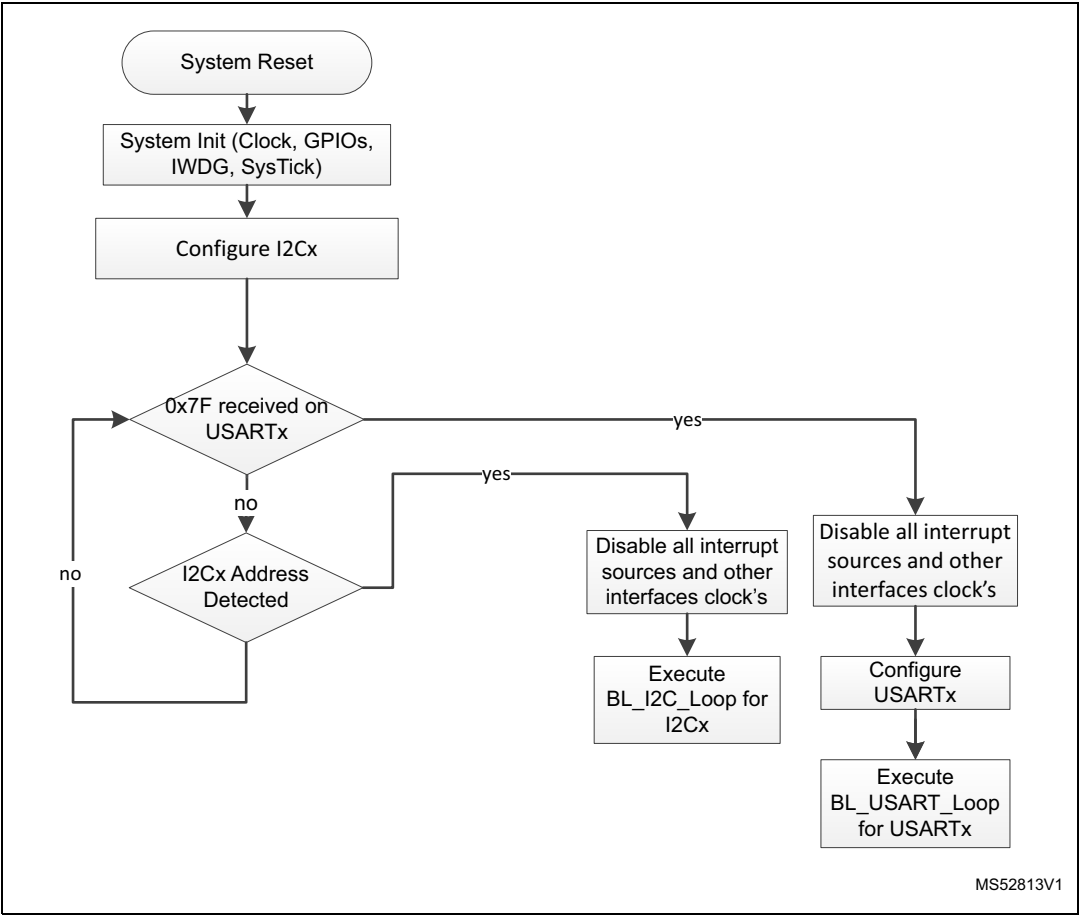 System Reset
System Init (Clock, GPIOs,
IWDG, SysTick)
Configure I2Cx
0x7F received on
USARTx
yes
no
yes
I2Cx Address
Detected
no
Disable all interrupt
sources and other
interfaces clock's
Execute
BL_I2C_Loop for
I2Cx
Disable all interrupt
sources and other
interfaces clock's
Configure
USARTx
Execute
BL_USART_Loop
for USARTx
MS52813V1